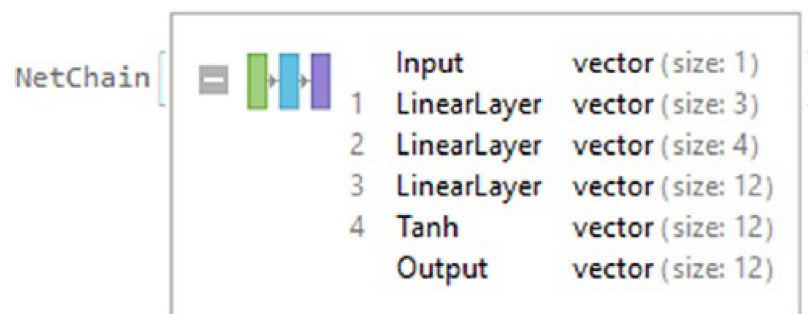 Input vector (size: 1)
NetChain [ 1 LinearLayer vector (size: 3)
2 LinearLayer vector (size: 4)
3 LinearLayer vector (size: 12)
4 Tanh vector (size: 12)
Output vector (size: 12)